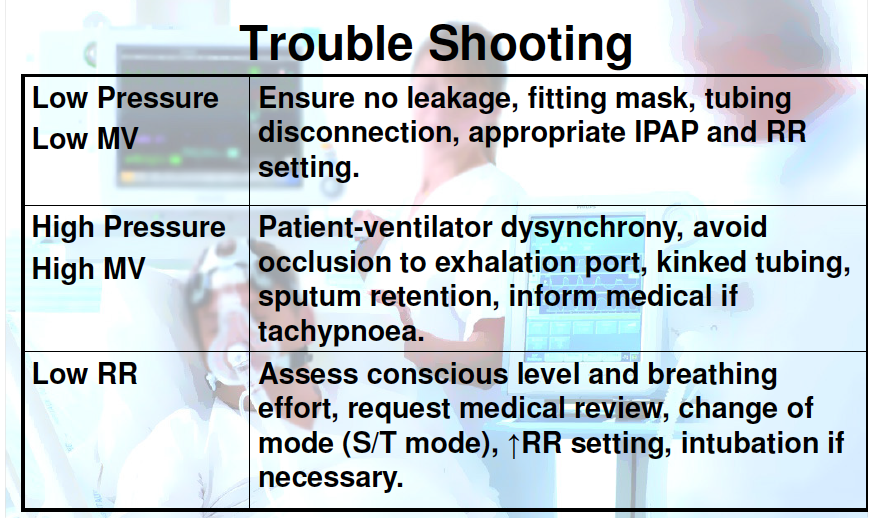 Trouble Shooting
Low Pressure
Low MV
Ensure no leakage, fitting mask, tubing
disconnection, appropriate IPAP and RR
setting.
High Pressure
High MV
Patient-ventilator dysynchrony, avoid
occlusion to exhalation port, kinked tubing,
sputum retention, inform medical if
tachypnoea.
Low RR
Assess conscious level and breathing
effort, request medical review, change of
mode (S/T mode), ↑RR setting, intubation if
necessary.